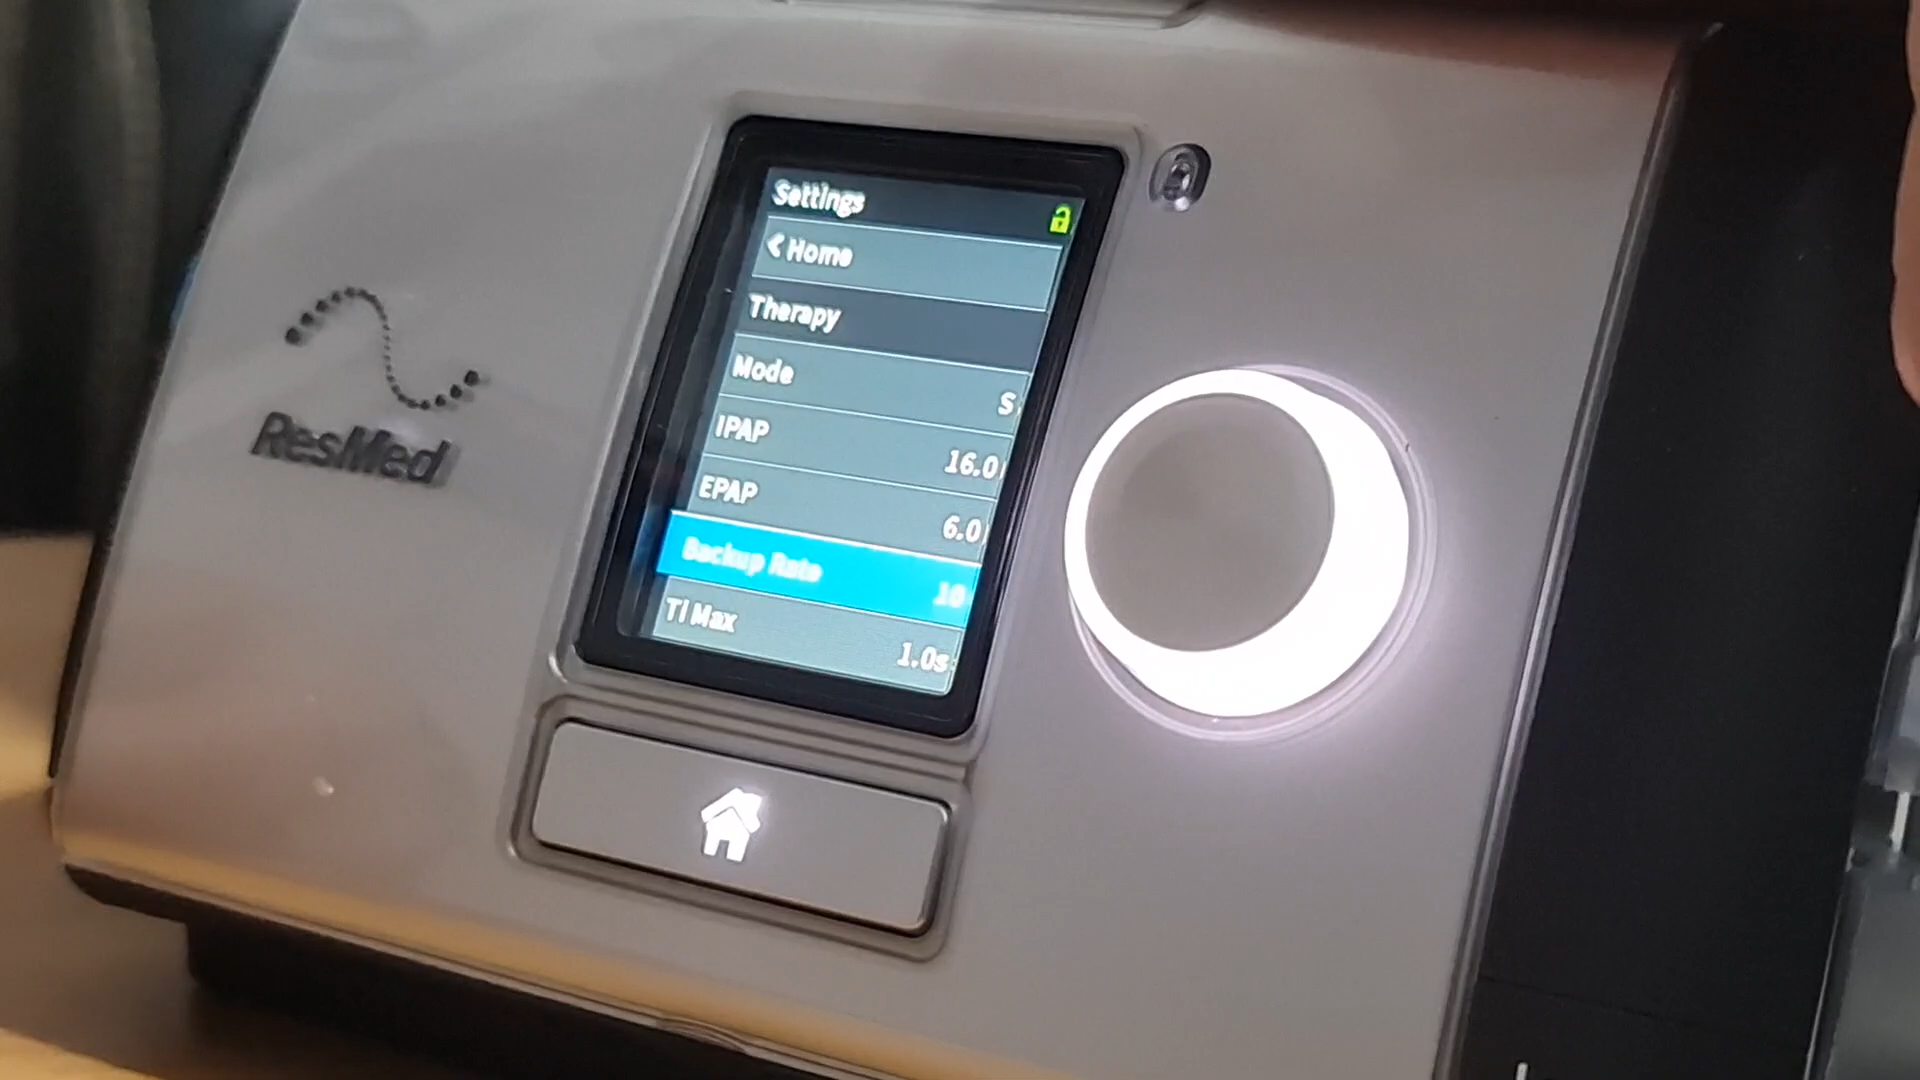 Settings
Home
Therapy
Mode
S
IPAP
16.0
EPAP
6.0
Backup Rate
10
Ti Max
1.0s
ResMed